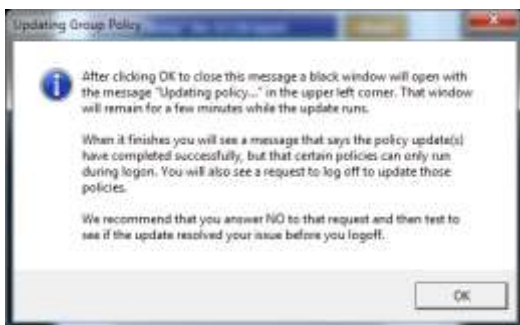 Updating Group Policy
After clicking OK to close this message a black window will open with
the message "Updating policy..." in the upper left corner. That window
will remain for a few minutes while the update runs.
When it finishes you will see a message that says the policy update(s)
have completed successfully, but that certain policies can only run
during logon. You will also see a request to log off to update those
policies.
We recommend that you answer NO to that request and then test to
see if the update resolved your issue before you logoff.
OK